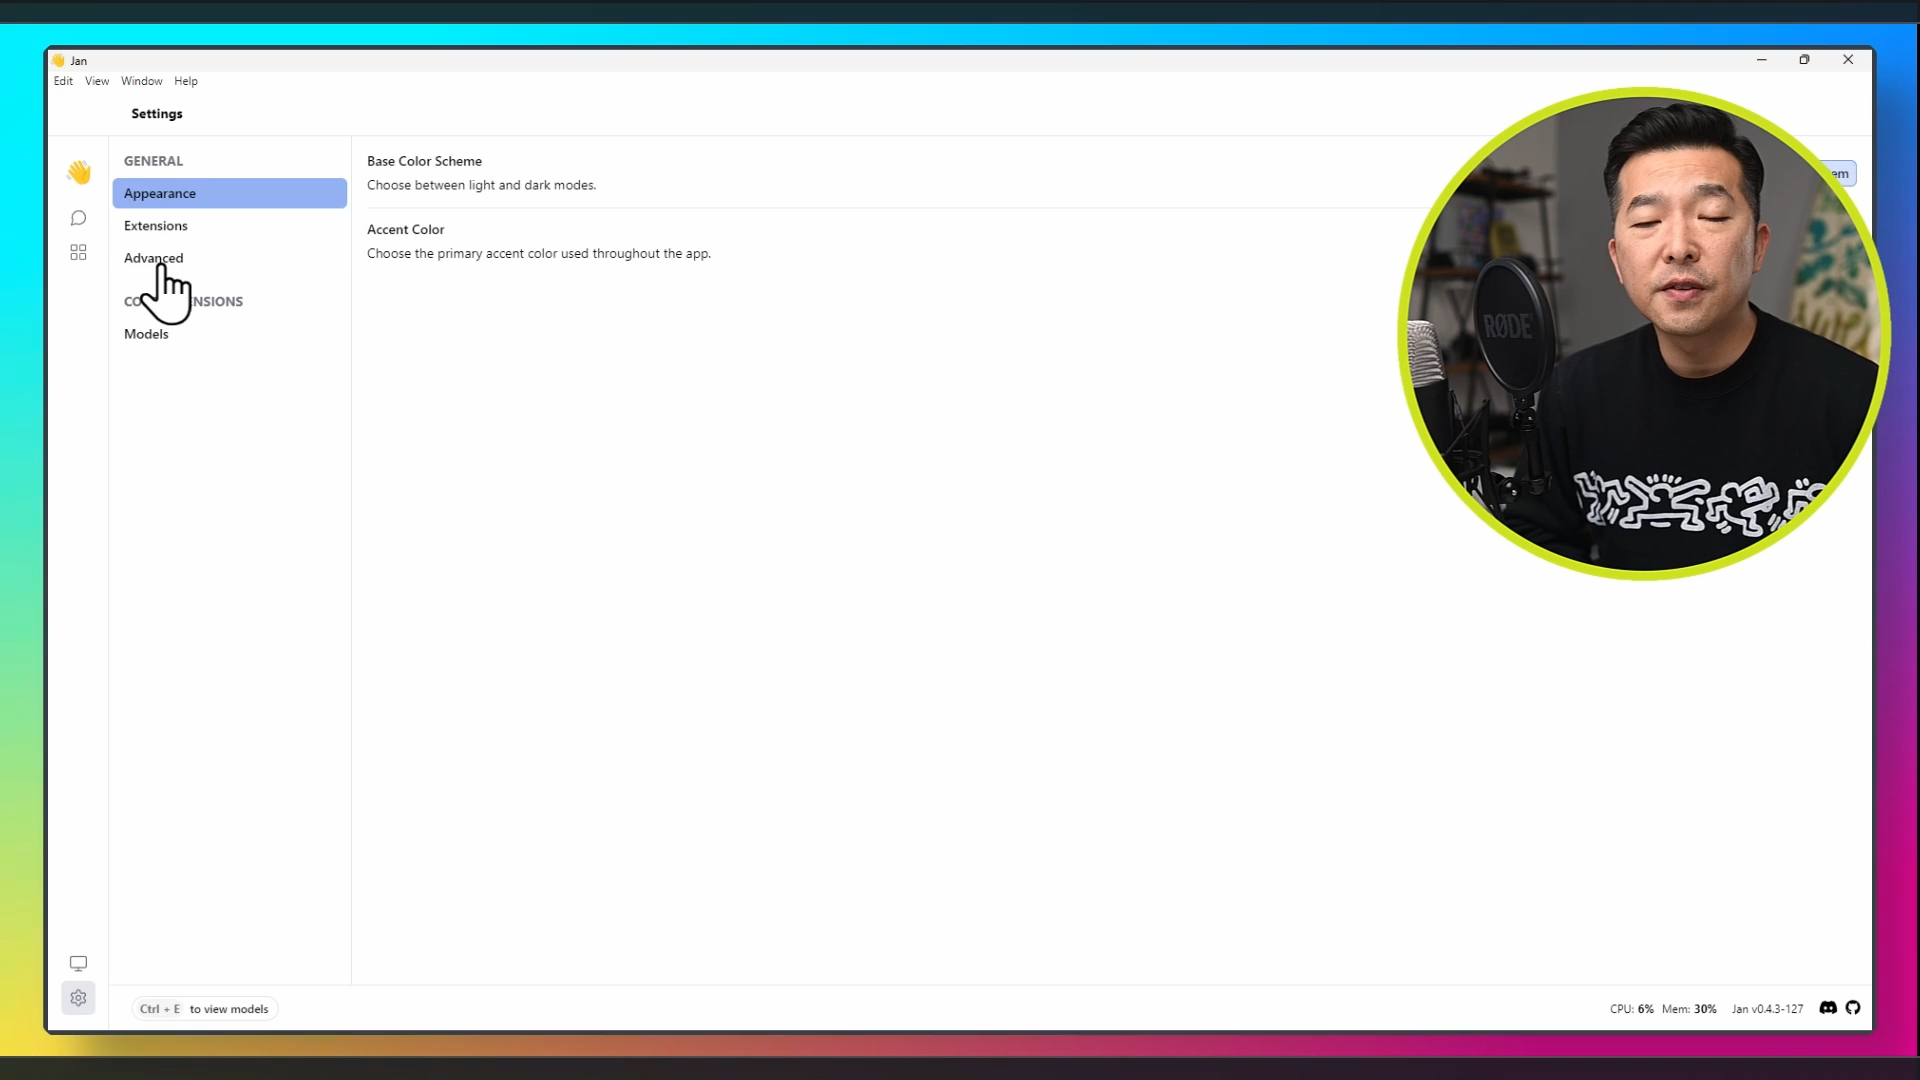 Jan
Edit View Window Help
Settings
GENERAL
Appearance
Extensions
Advanced
CO NSIONS
Models
Base Color Scheme
Choose between light and dark modes.
em
Accent Color
Choose the primary accent color used throughout the app.
RØDE
Ctrl + E to view models
CPU: 6% Mem: 30% Jan v0.4.3-127